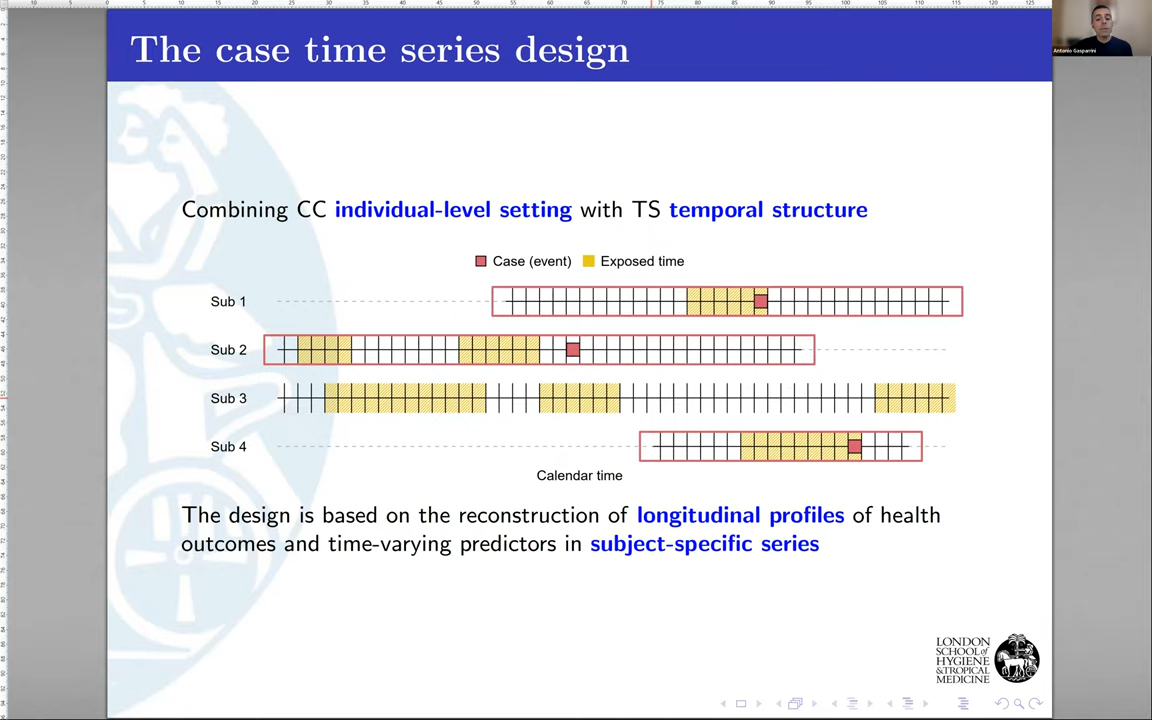 The case time series design
Antonio Gasparrini
Combining CC individual-level setting with TS temporal structure
Case (event) Exposed time
Sub 1
Sub 2
Sub 3
Sub 4
Calendar time
The design is based on the reconstruction of longitudinal profiles of health
outcomes and time-varying predictors in subject-specific series
LONDON
SCHOOL of
HYGIENE
& TROPICAL
MEDICINE